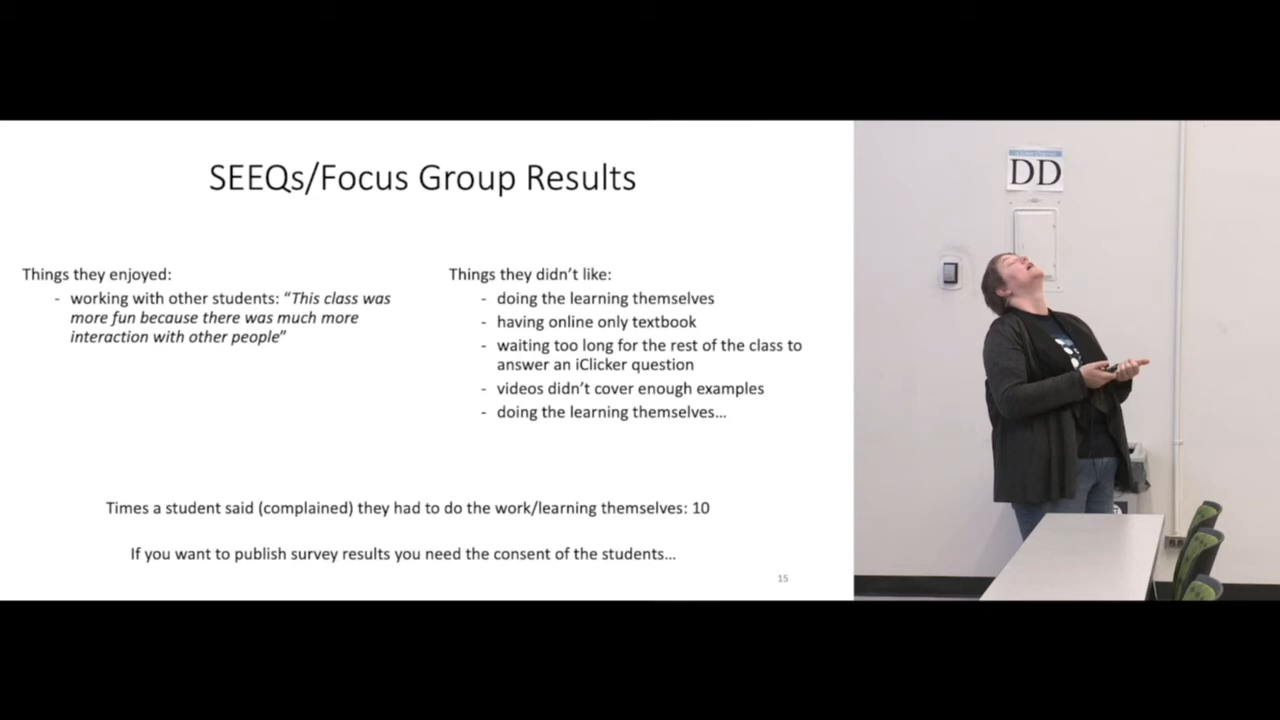 SEEQs/Focus Group Results
Things they enjoyed:
- working with other students: “This class was
more fun because there was much more
interaction with other people”
Things they didn’t like:
- doing the learning themselves
- having online only textbook
- waiting too long for the rest of the class to
answer an iClicker question
- videos didn’t cover enough examples
- doing the learning themselves…
Times a student said (complained) they had to do the work/learning themselves: 10
If you want to publish survey results you need the consent of the students…
15
DD